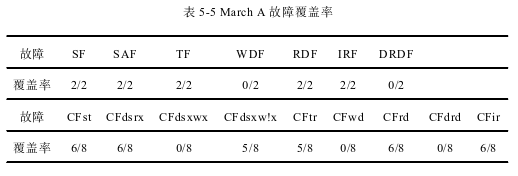 表 5-5 March A 故障覆盖率
故障 SF SAF TF WDF RDF IRF DRDF
覆盖率 2/2 2/2 2/2 0/2 2/2 2/2 0/2
故障 CFst CFdsrx CFdsxwx CFdsxw!x CFtr CFwd CFrd CFdrd CFir
覆盖率 6/8 6/8 0/8 5/8 5/8 0/8 6/8 0/8 6/8